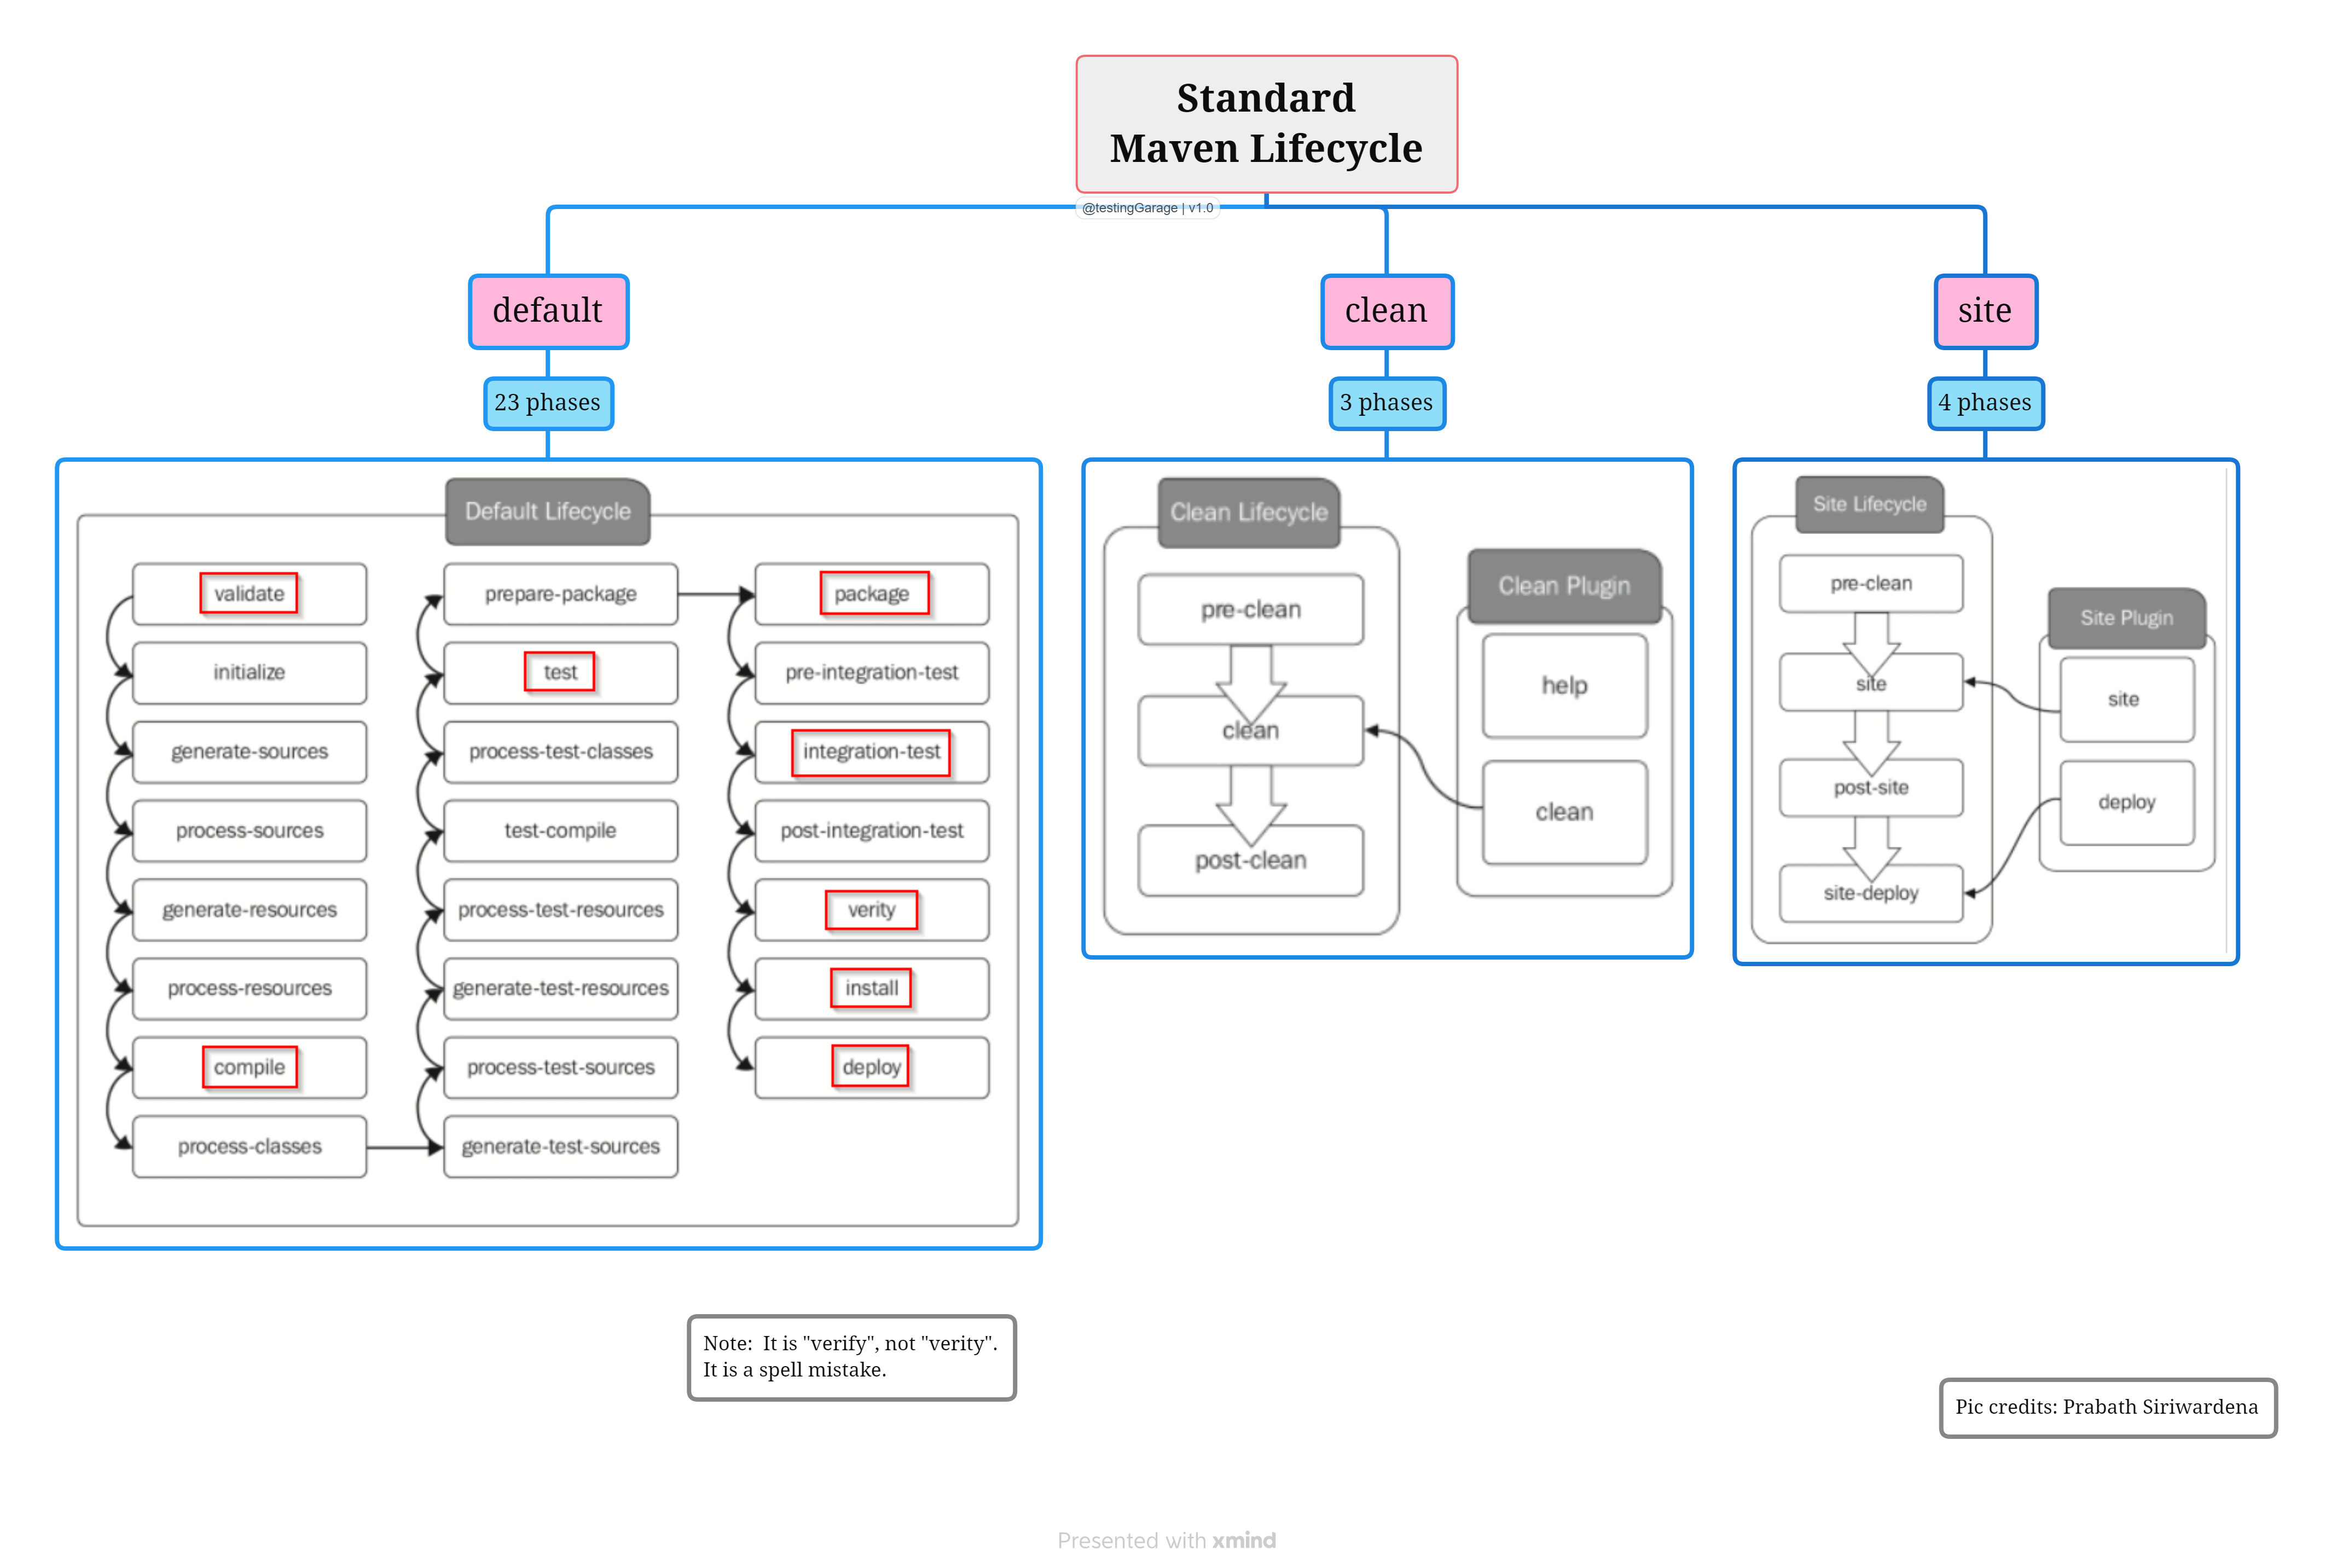 Standard
Maven Lifecycle
@testingGarage | v1.0
default
23 phases
Default Lifecycle
validate
initialize
generate-sources
process-sources
generate-resources
process-resources
compile
process-classes
prepare-package
test
process-test-classes
test-compile
process-test-resources
generate-test-resources
process-test-sources
generate-test-sources
package
pre-integration-test
integration-test
post-integration-test
verity
install
deploy
Note:  It is "verify", not "verity".
It is a spell mistake.
clean
3 phases
Clean Lifecycle
pre-clean
clean
post-clean
Clean Plugin
help
clean
site
4 phases
Site Lifecycle
pre-clean
site
post-site
site-deploy
Site Plugin
site
deploy
Pic credits: Prabath Siriwardena
Presented with xmind